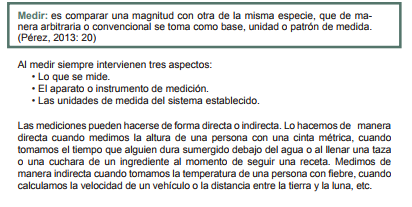 Medir: es comparar una magnitud con otra de la misma especie, que de ma-
nera arbitraria o convencional se toma como base, unidad o patrón de medida.
(Pérez, 2013: 20)
Al medir siempre intervienen tres aspectos:
• Lo que se mide.
• El aparato o instrumento de medición.
• Las unidades de medida del sistema establecido.
Las mediciones pueden hacerse de forma directa o indirecta. Lo hacemos de manera
directa cuando medimos la altura de una persona con una cinta métrica, cuando
tomamos el tiempo que alguien dura sumergido debajo del agua o al llenar una taza
o una cuchara de un ingrediente al momento de seguir una receta. Medimos de
manera indirecta cuando tomamos la temperatura de una persona con fiebre, cuando
calculamos la velocidad de un vehículo o la distancia entre la tierra y la luna, etc.